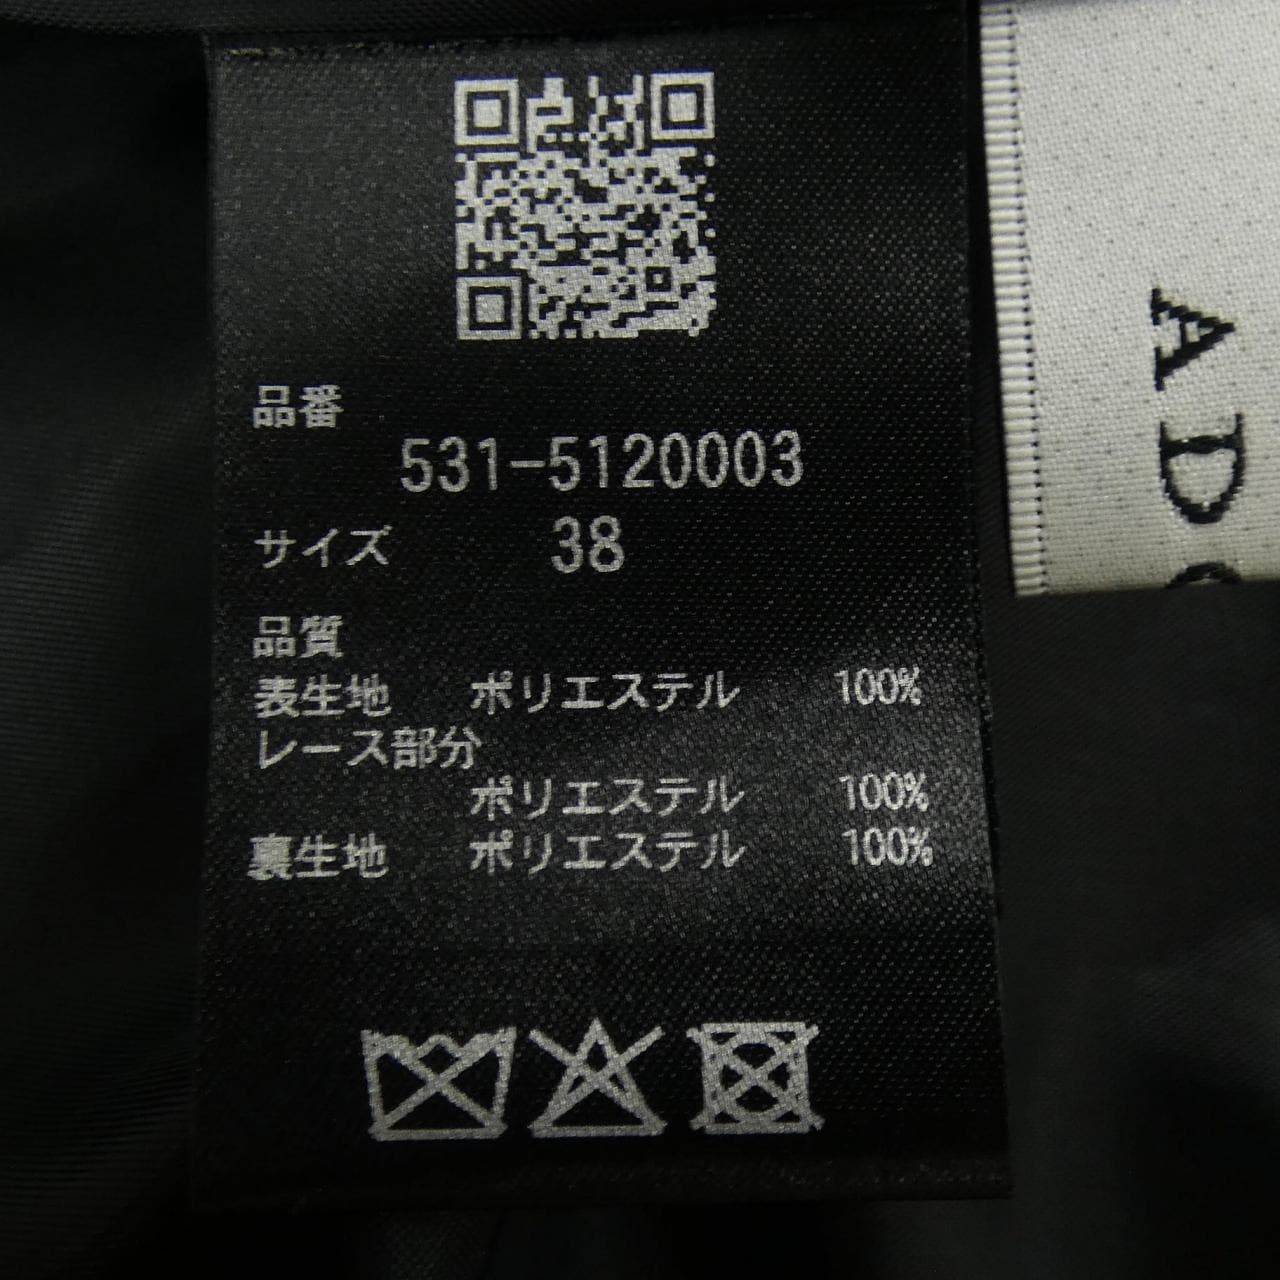 品番
531-5120003
サイズ 38
品質
表生地 ポリエステル 100%
レース部分
ポリエステル 100%
裏生地 ポリエステル 100%
AD